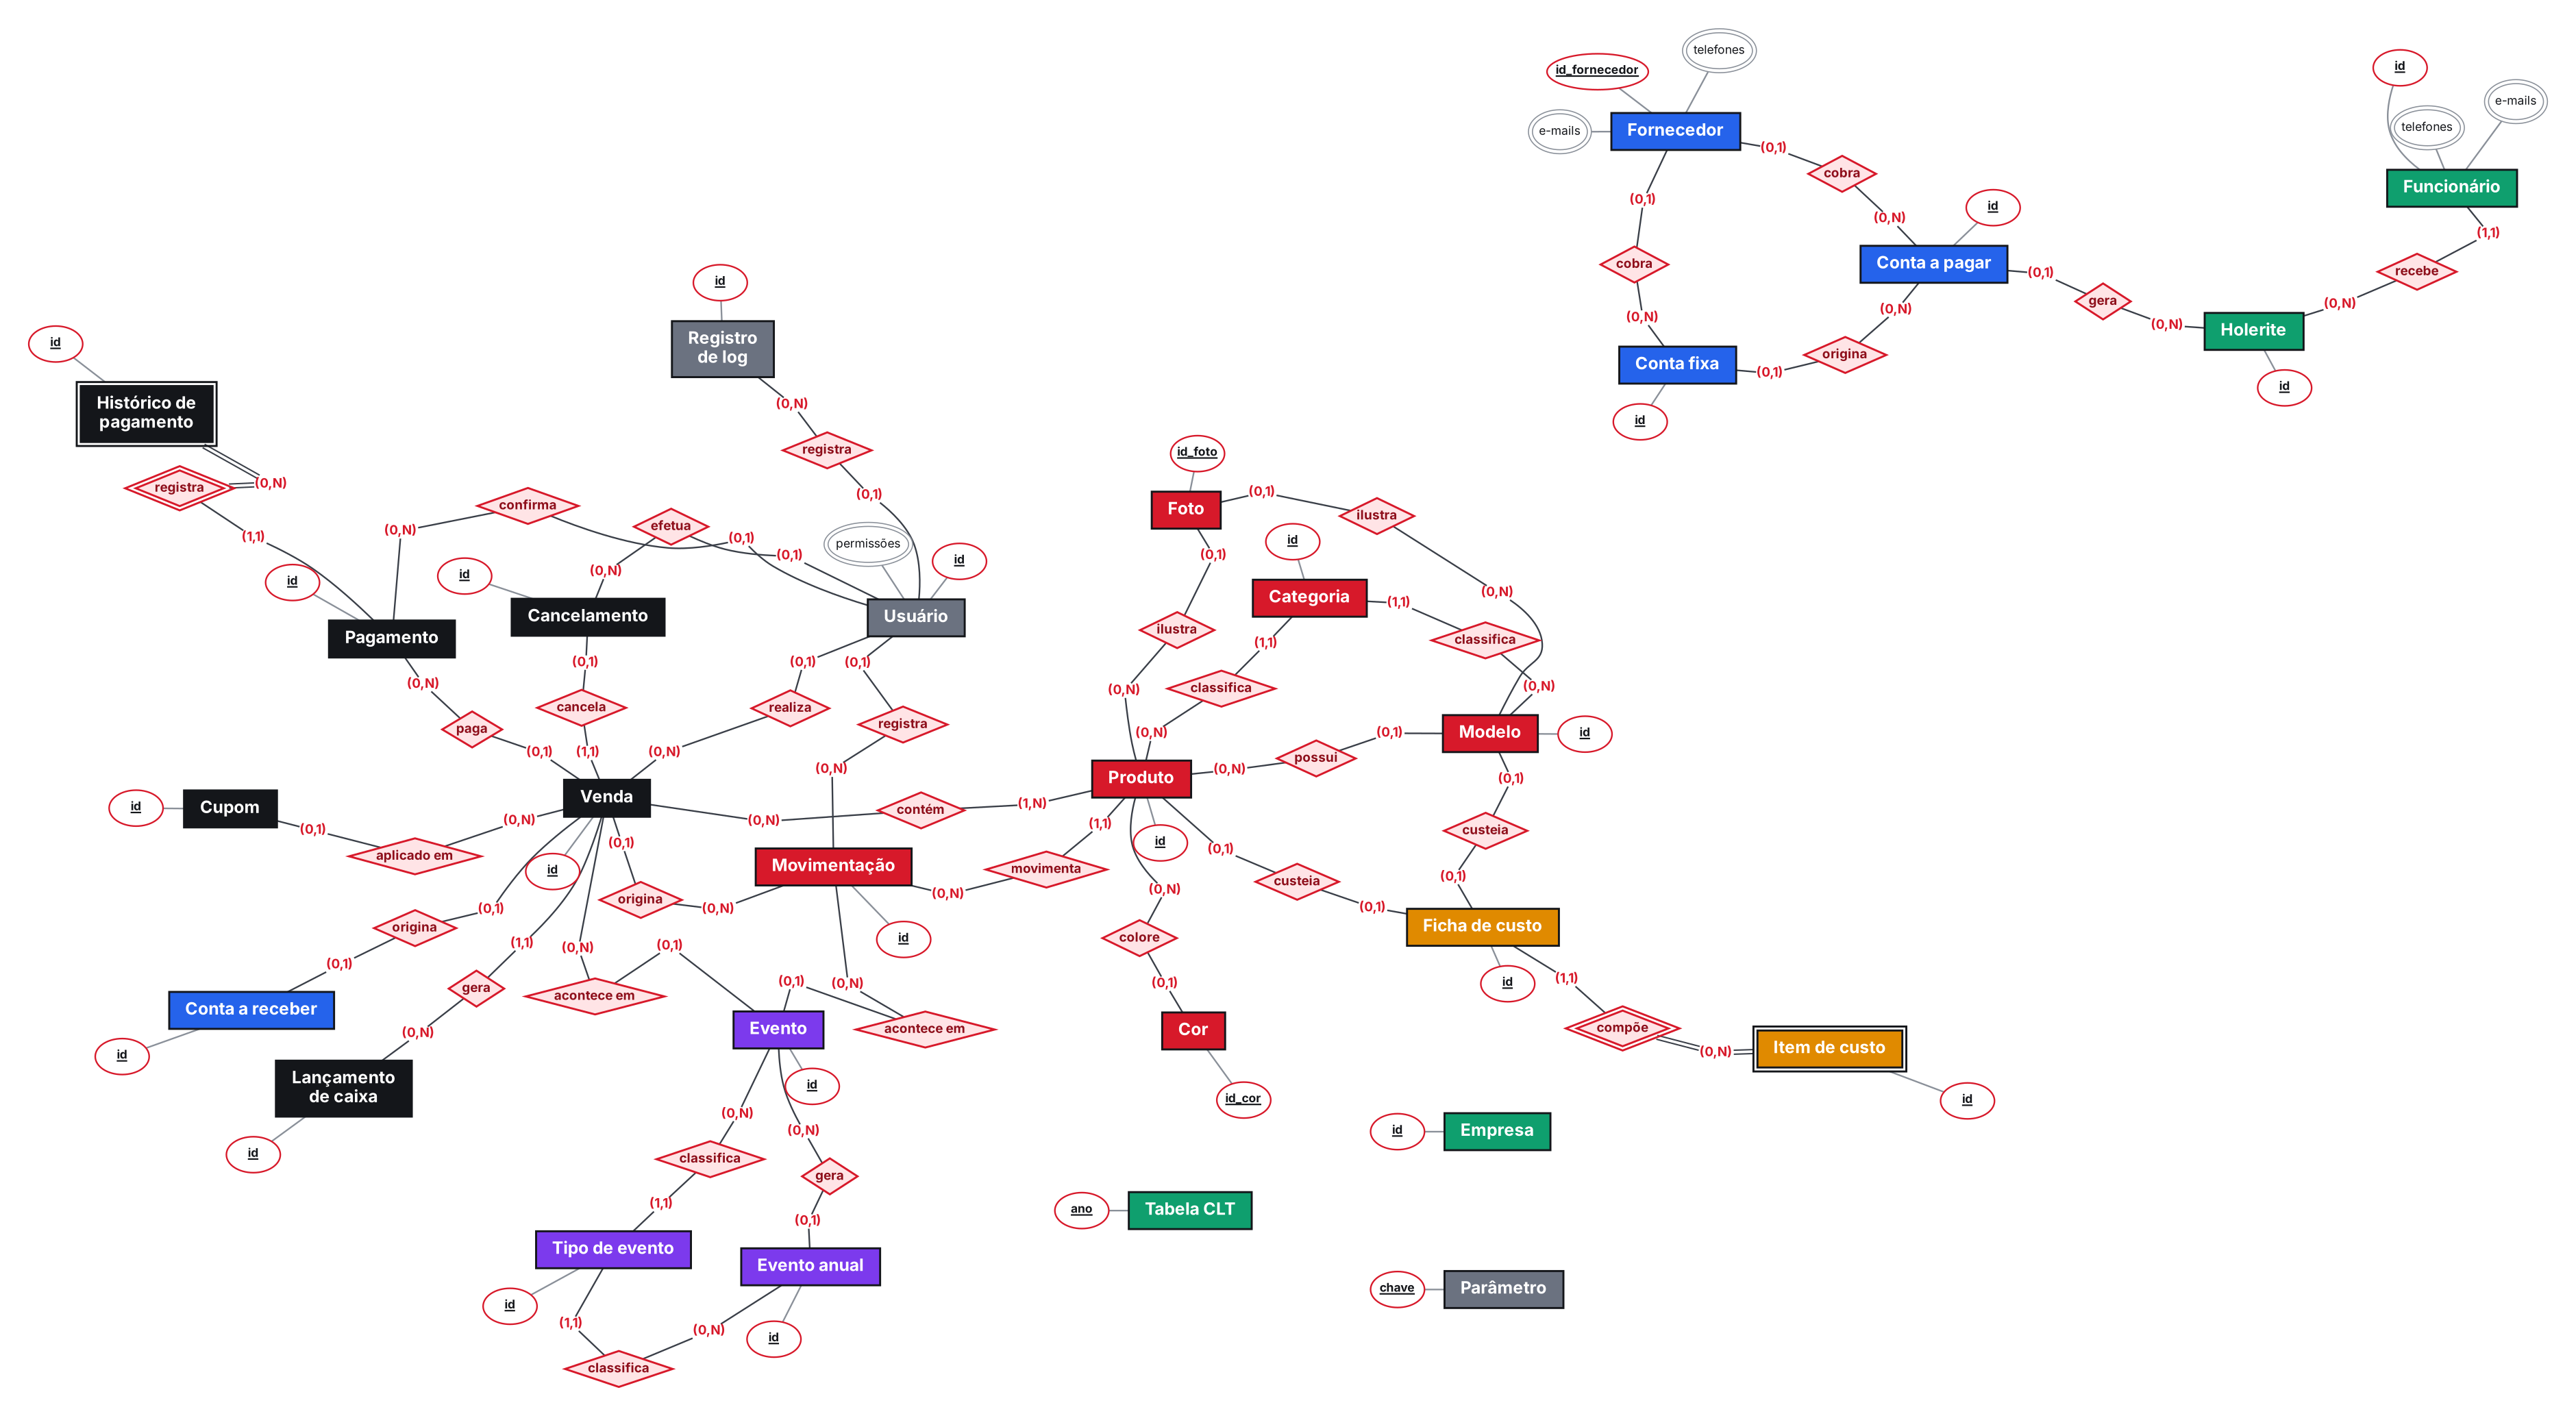 telefones
id_fornecedor
e-mails
Fornecedor
(0,1)
cobra
(0,N)
id
Conta a pagar
(0,1)
cobra
(0,N)
Conta fixa
id
(0,1)
origina
(0,N)
(0,1)
gera
(0,N)
Holerite
id
(0,N)
recebe
(1,1)
Funcionário
id
telefones
e-mails
id
Registro
de log
(0,N)
registra
(0,1)
id
Histórico de
pagamento
(0,N)
registra
(1,1)
id
Pagamento
(0,N)
confirma
(0,1)
efetua
(0,1)
(0,N)
id
Cancelamento
permissões
id
Usuário
(0,1)
cancela
(1,1)
(0,N)
paga
(0,1)
(0,1)
realiza
(0,N)
(0,1)
registra
(0,N)
Venda
id
id
Cupom
(0,1)
aplicado em
(0,N)
(0,N)
contém
(1,N)
(0,1)
origina
(0,N)
Movimentação
id
(0,N)
movimenta
(1,1)
(0,1)
origina
(0,1)
Conta a receber
id
(1,1)
gera
(0,N)
Lançamento
de caixa
id
(0,N)
acontece em
(0,1)
(0,1)
(0,N)
acontece em
Evento
id
(0,N)
classifica
(1,1)
Tipo de evento
id
(0,N)
gera
(0,1)
Evento anual
id
(1,1)
classifica
(0,N)
id_foto
Foto
(0,1)
ilustra
(0,N)
(0,1)
ilustra
(0,N)
id
Categoria
(1,1)
classifica
(0,N)
(1,1)
classifica
(0,N)
Produto
id
(0,N)
possui
(0,1)
Modelo
id
(0,1)
custeia
(0,1)
(0,1)
custeia
(0,1)
Ficha de custo
id
(0,N)
colore
(0,1)
Cor
id_cor
(1,1)
compõe
(0,N)
Item de custo
id
id
Empresa
ano
Tabela CLT
chave
Parâmetro